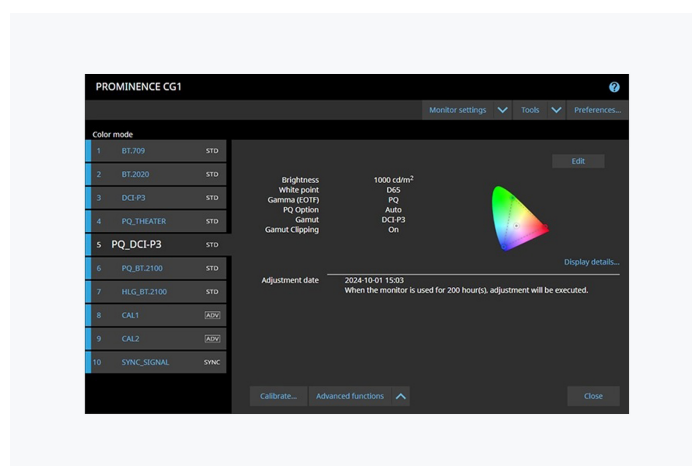 PROMINENCE CG1
?
Monitor settings Tools Preferences...
Color mode
1 BT.709 STD
2 BT.2020 STD
3 DCI-P3 STD
4 PQ_THEATER STD
5 PQ_DCI-P3 STD
6 PQ_BT.2100 STD
7 HLG_BT.2100 STD
8 CAL1 ADV
9 CAL2 ADV
10 SYNC_SIGNAL SYNC
Edit
Brightness 1000 cd/m²
White point D65
Gamma (EOTF) PQ
PQ Option Auto
Gamut DCI-P3
Gamut Clipping On
Display details...
Adjustment date 2024-10-01 15:03
When the monitor is used for 200 hour(s), adjustment will be executed.
Calibrate... Advanced functions Close